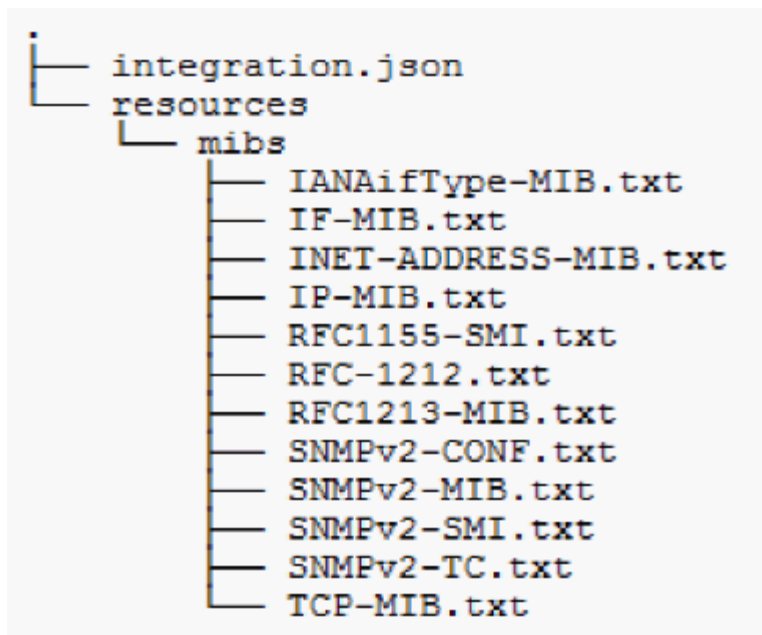 .
├── integration.json
└── resources
    └── mibs
        ├── IANAifType-MIB.txt
        ├── IF-MIB.txt
        ├── INET-ADDRESS-MIB.txt
        ├── IP-MIB.txt
        ├── RFC1155-SMI.txt
        ├── RFC-1212.txt
        ├── RFC1213-MIB.txt
        ├── SNMPv2-CONF.txt
        ├── SNMPv2-MIB.txt
        ├── SNMPv2-SMI.txt
        ├── SNMPv2-TC.txt
        └── TCP-MIB.txt